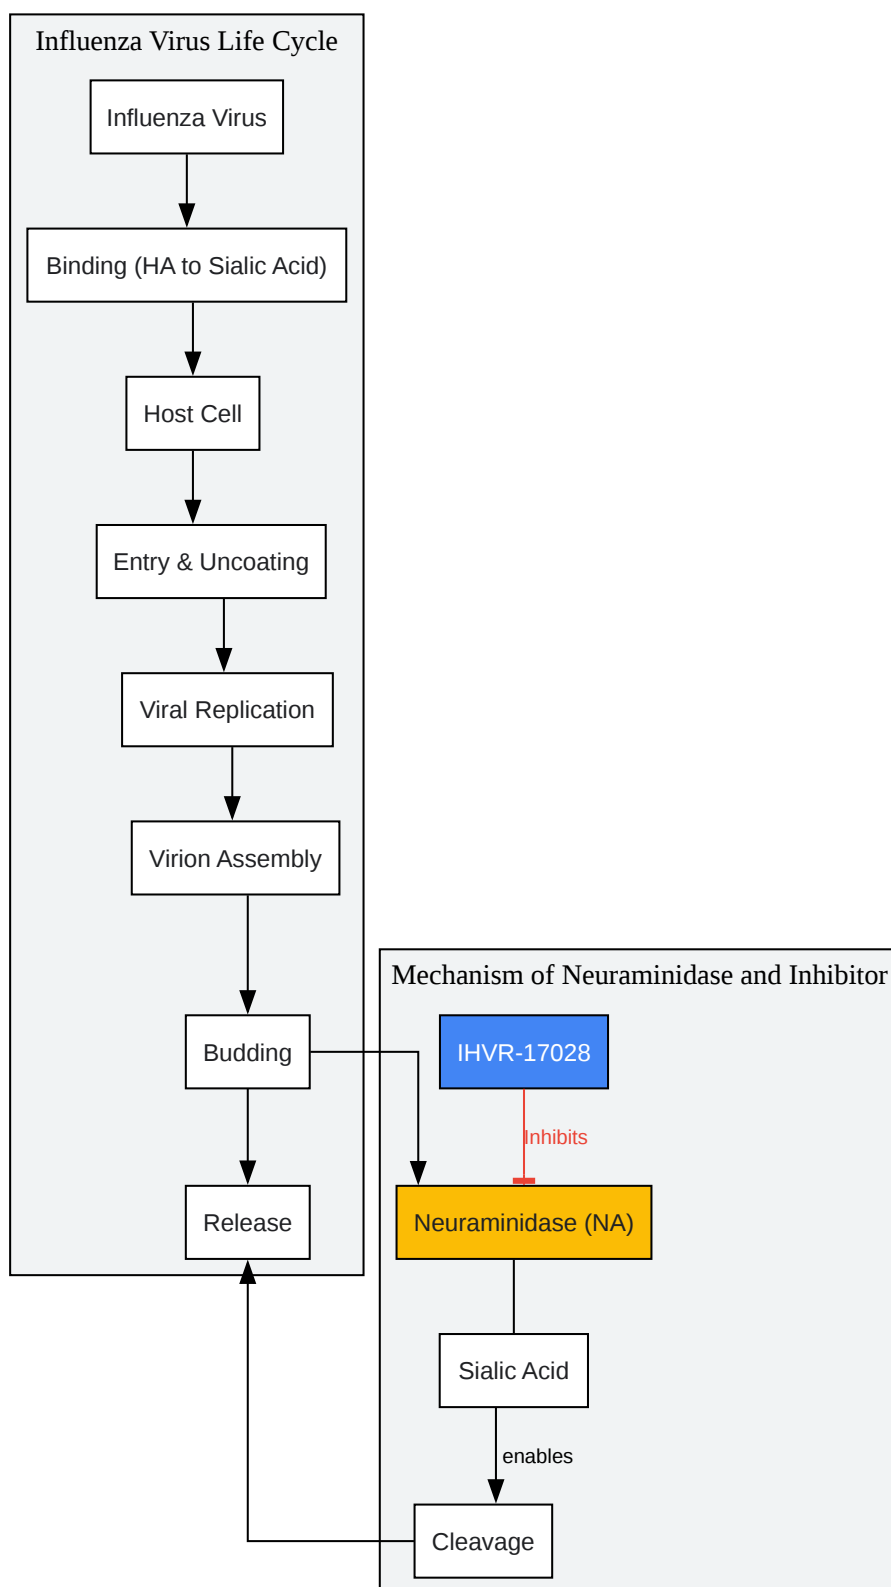 Influenza Virus Life Cycle
Influenza Virus
Binding (HA to Sialic Acid)
Host Cell
Entry & Uncoating
Viral Replication
Virion Assembly
Budding
Release
Mechanism of Neuraminidase and Inhibitor
IHVR-17028
Inhibits
Neuraminidase (NA)
Sialic Acid
enables
Cleavage